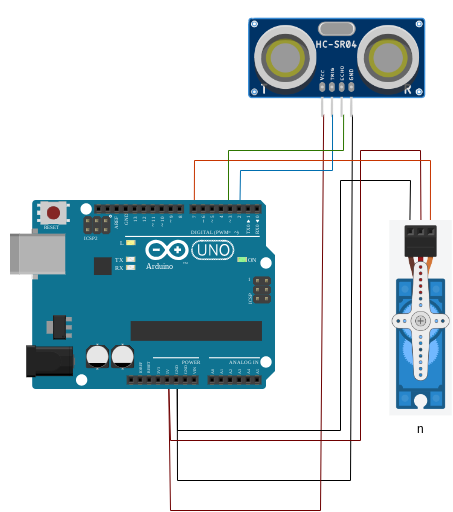 HC-SR04
Vcc
TRIG
ECHO
GND
T
R
RESET
ICSP2
AREF
GND
13
12
~11
~10
~9
8
7
~6
~5
4
~3
2
TX▸1
RX◂0
DIGITAL (PWM= ~)
L
TX
RX
UNO
ON
Arduino
™
1
ICSP
POWER
ANALOG IN
IOREF
RESET
3V3
5V
GND
GND
VIN
A0
A1
A2
A3
A4
A5
n